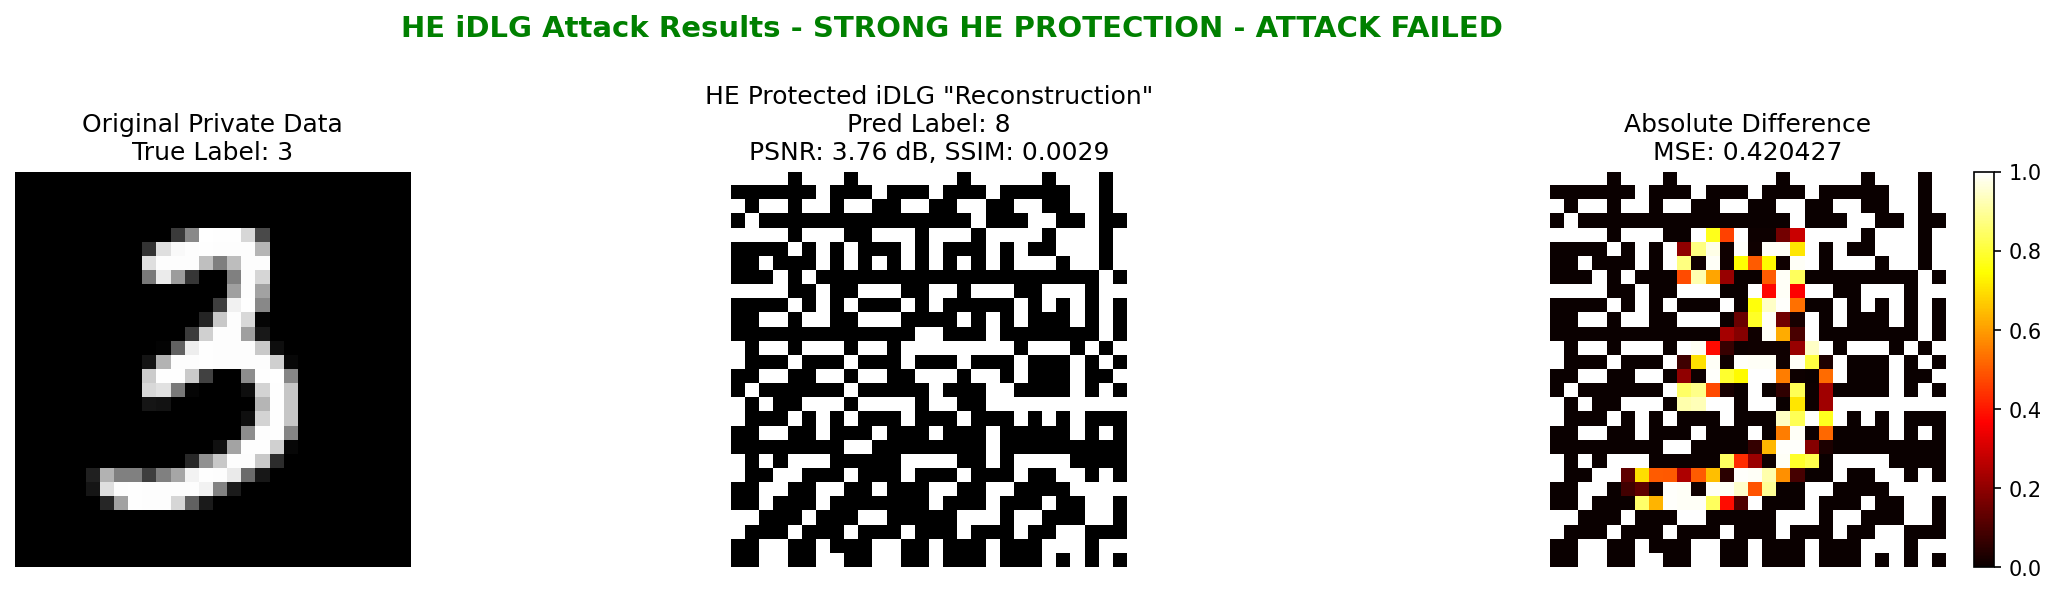 HE iDLG Attack Results - STRONG HE PROTECTION - ATTACK FAILED
Original Private Data
True Label: 3
HE Protected iDLG "Reconstruction"
Pred Label: 8
PSNR: 3.76 dB, SSIM: 0.0029
Absolute Difference
MSE: 0.420427
1.0
0.8
0.6
0.4
0.2
0.0
3